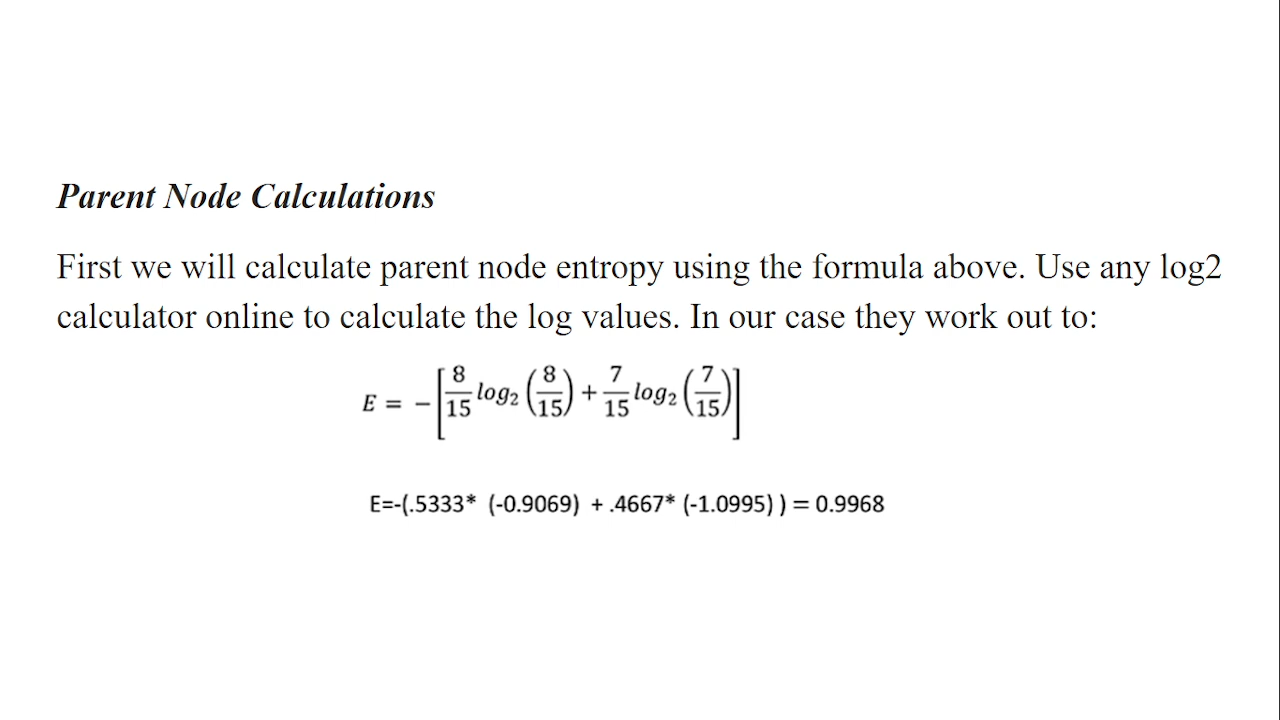 Parent Node Calculations
First we will calculate parent node entropy using the formula above. Use any log2
calculator online to calculate the log values. In our case they work out to:
E = −[8/15 log₂(8/15) + 7/15 log₂(7/15)]
E=-(.5333* (-0.9069) + .4667* (-1.0995) ) = 0.9968